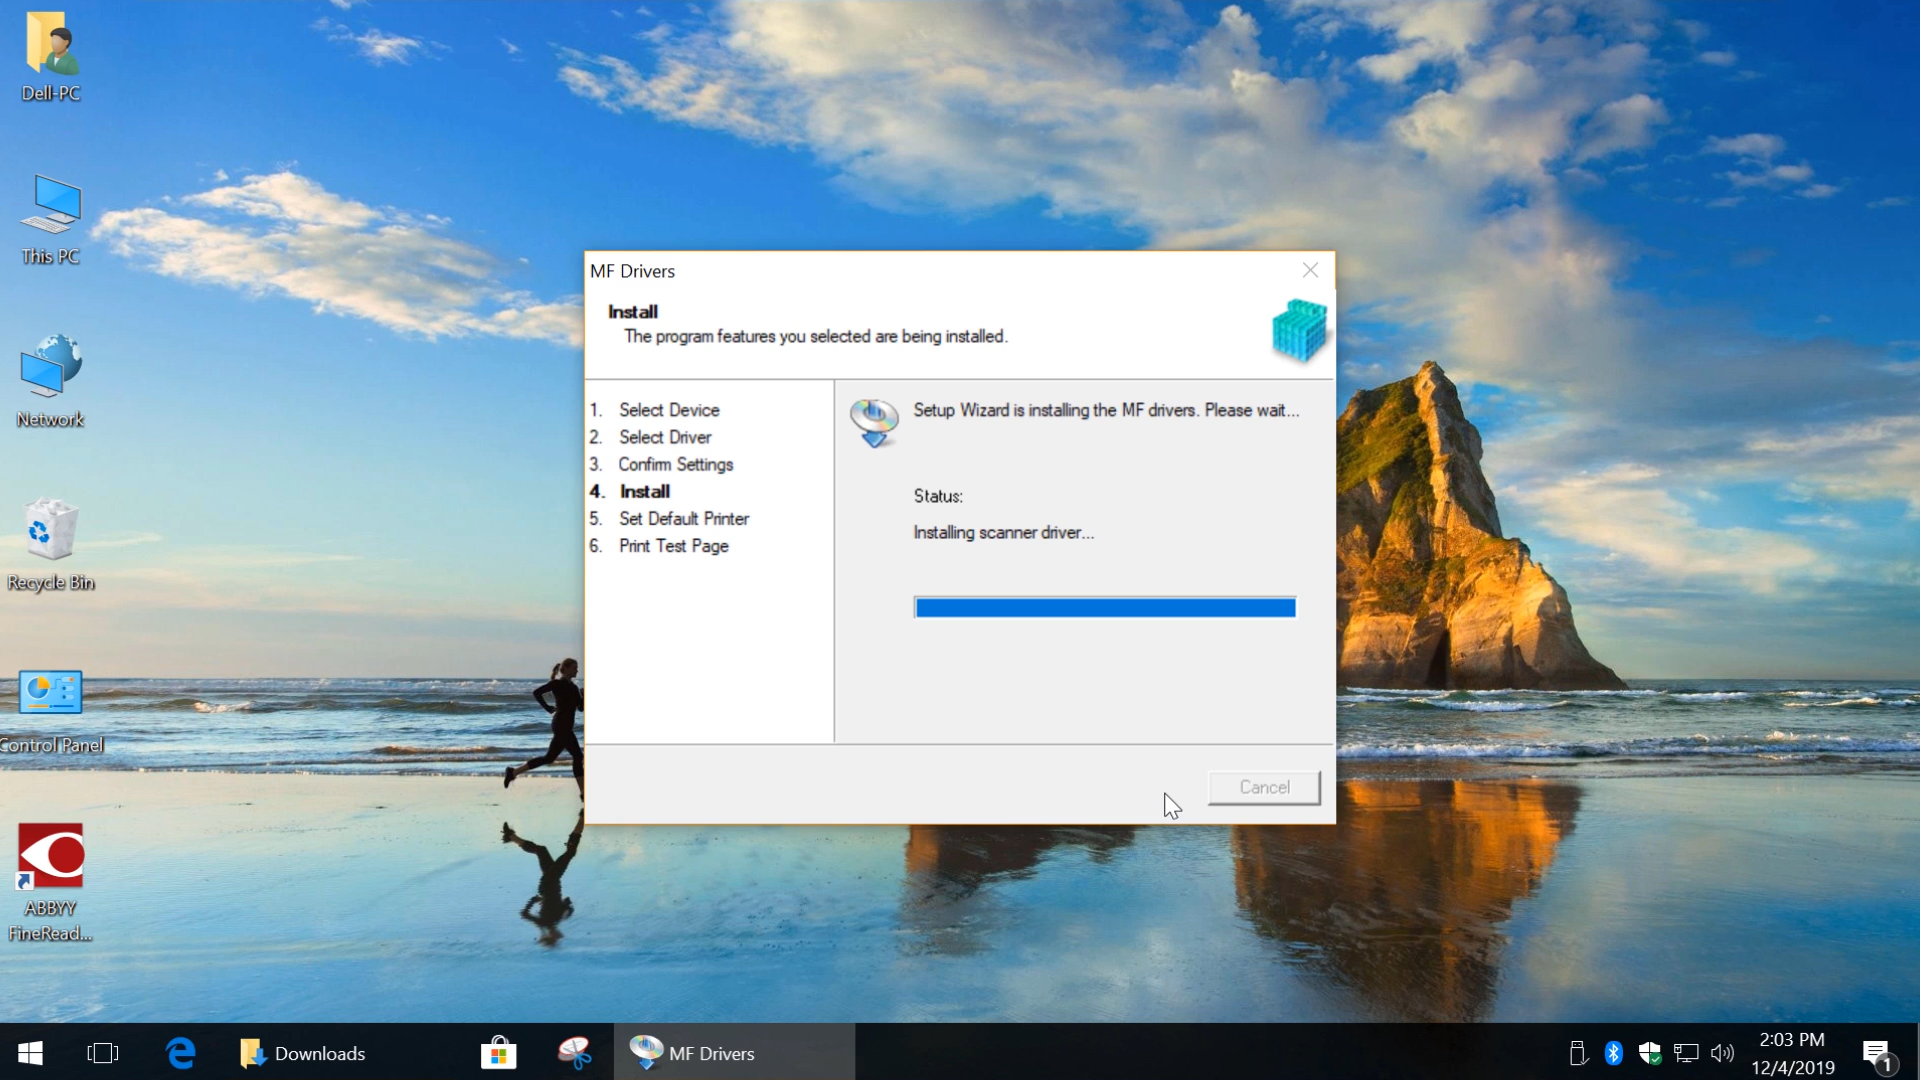 Dell-PC
This PC
Network
Recycle Bin
Control Panel
ABBYY
FineRead...
MF Drivers
Install
The program features you selected are being installed.
1. Select Device
2. Select Driver
3. Confirm Settings
4. Install
5. Set Default Printer
6. Print Test Page
Setup Wizard is installing the MF drivers. Please wait...
Status:
Installing scanner driver...
Cancel
Downloads
MF Drivers
2:03 PM
12/4/2019
1